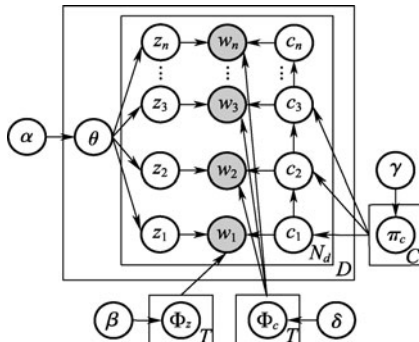 z_n w_n c_n
⋮ ⋮ ⋮
z_3 w_3 c_3
α θ
z_2 w_2 c_2 γ
z_1 w_1 c_1 π_c
N_d C
D
β Φ_z Φ_c δ
T T